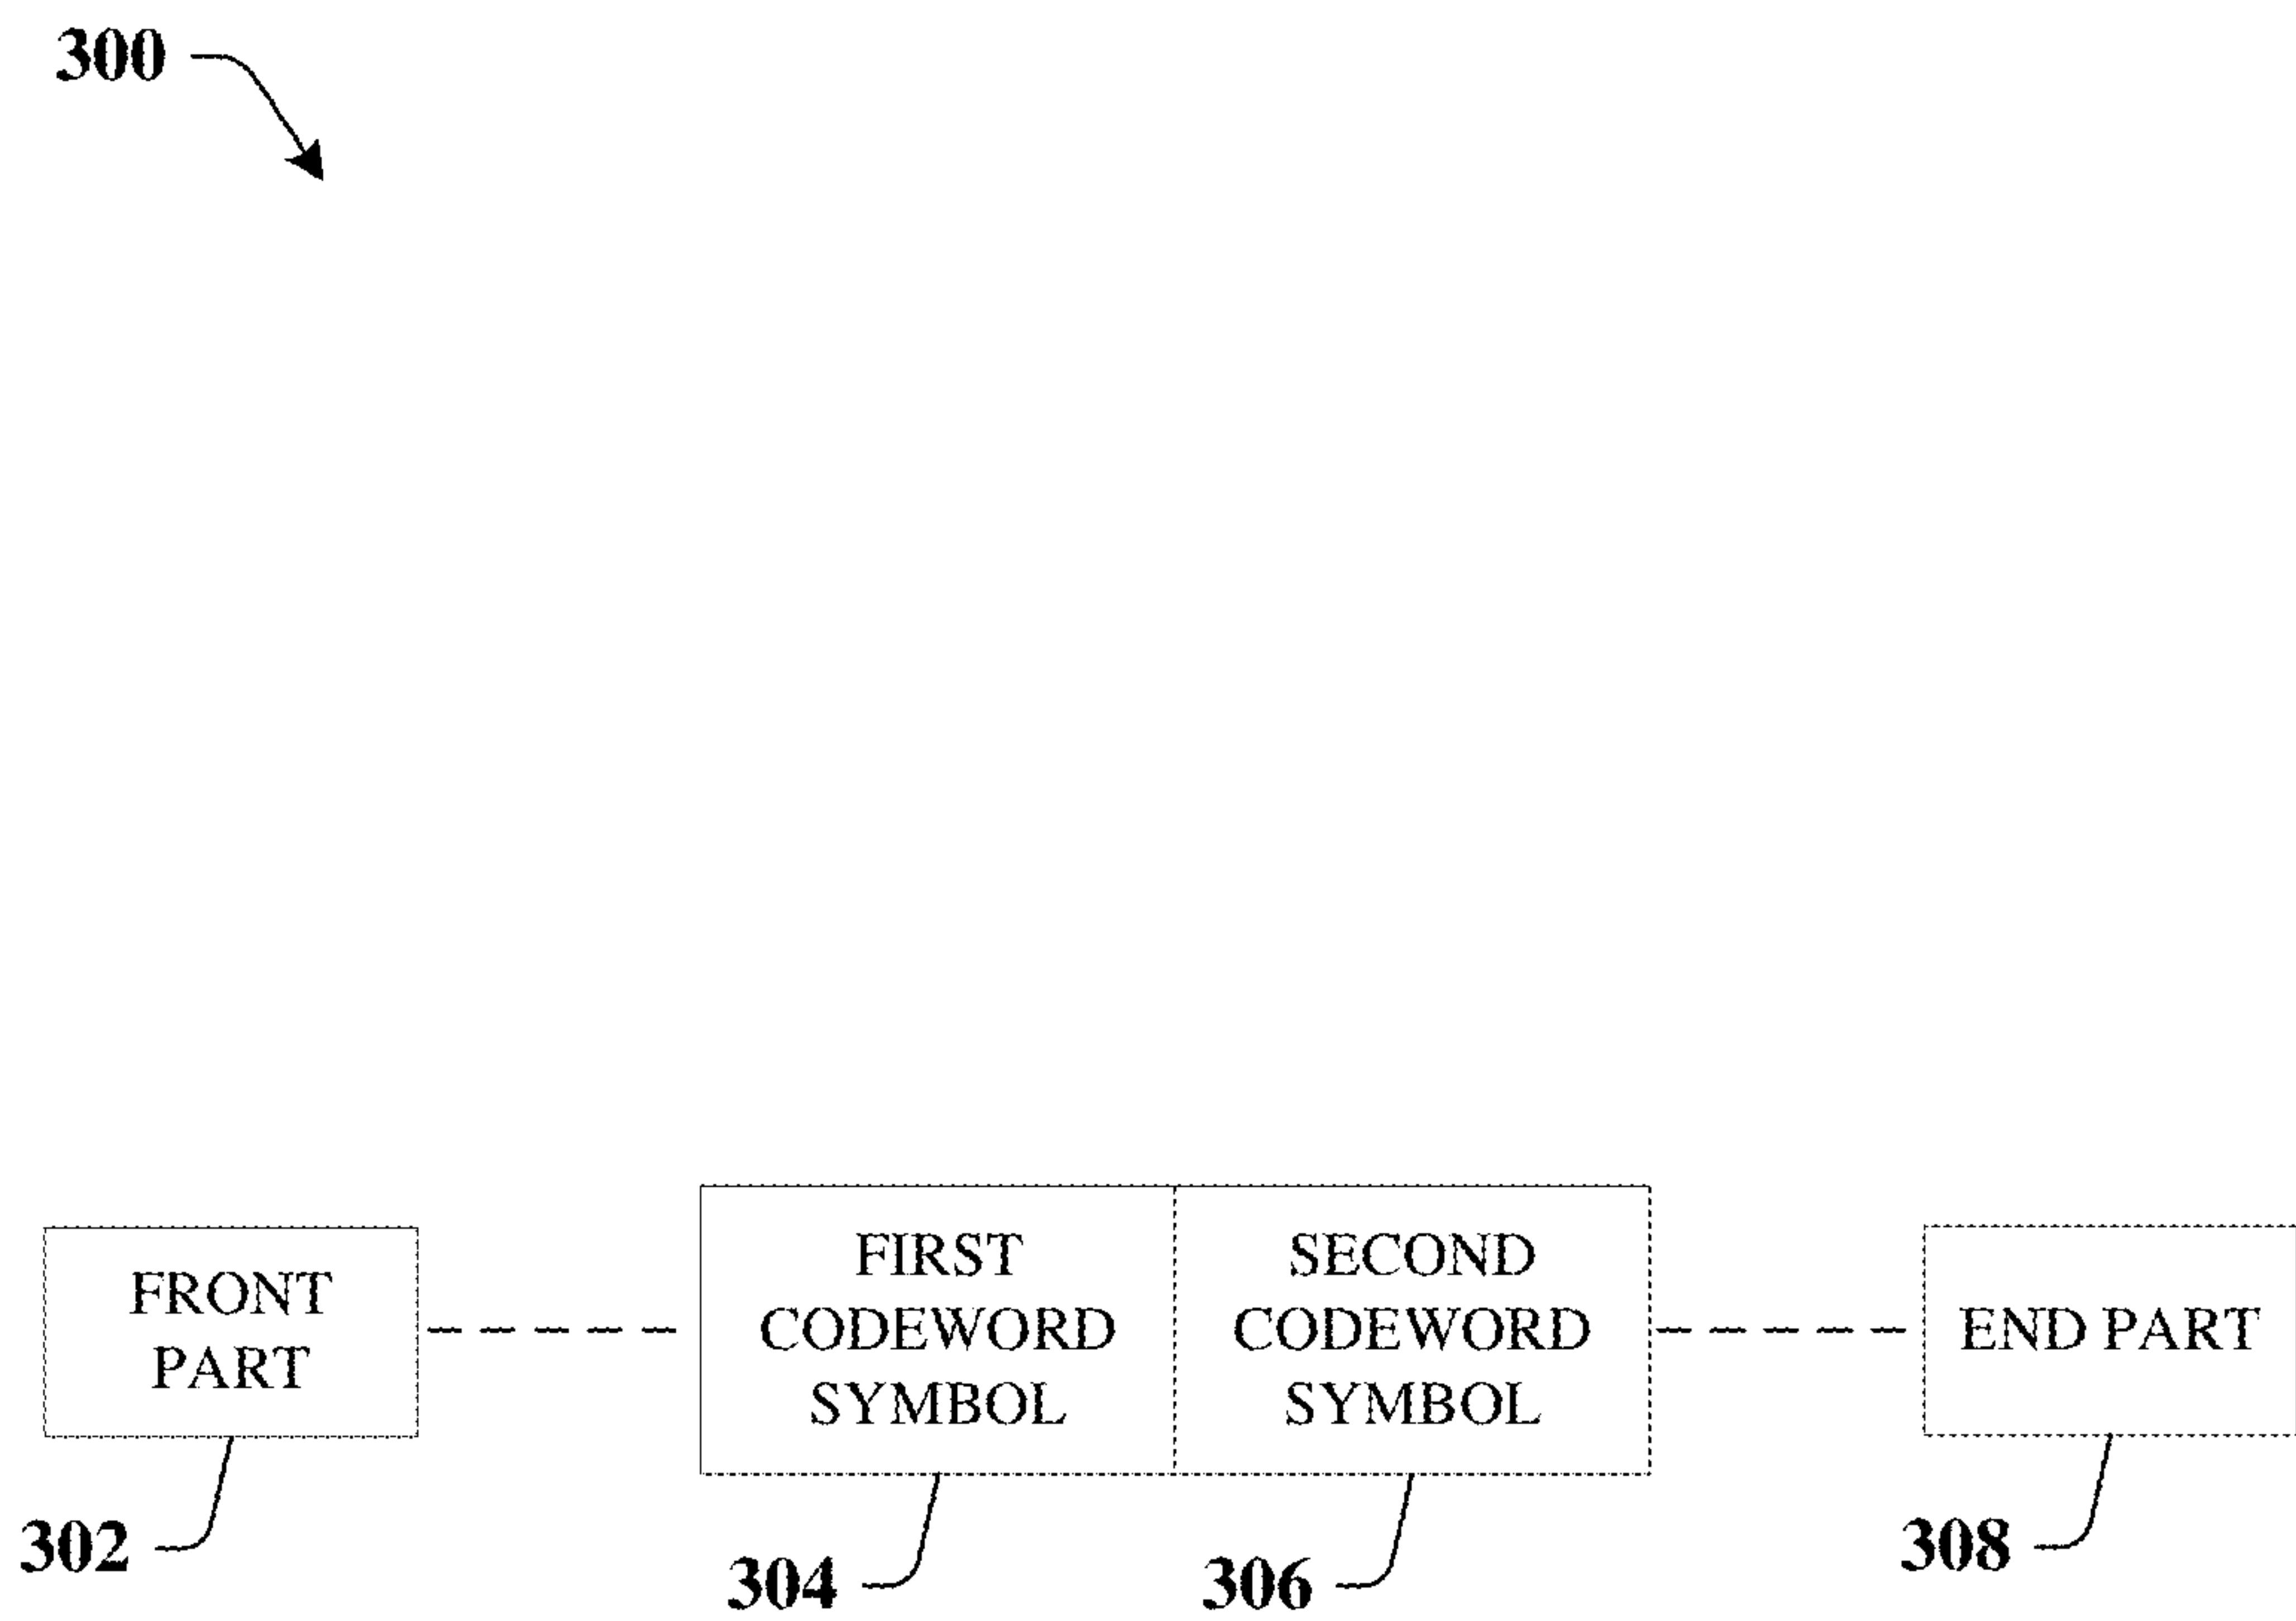 300
FRONT
PART
FIRST
CODEWORD
SYMBOL
SECOND
CODEWORD
SYMBOL
END PART
302
304
306
308